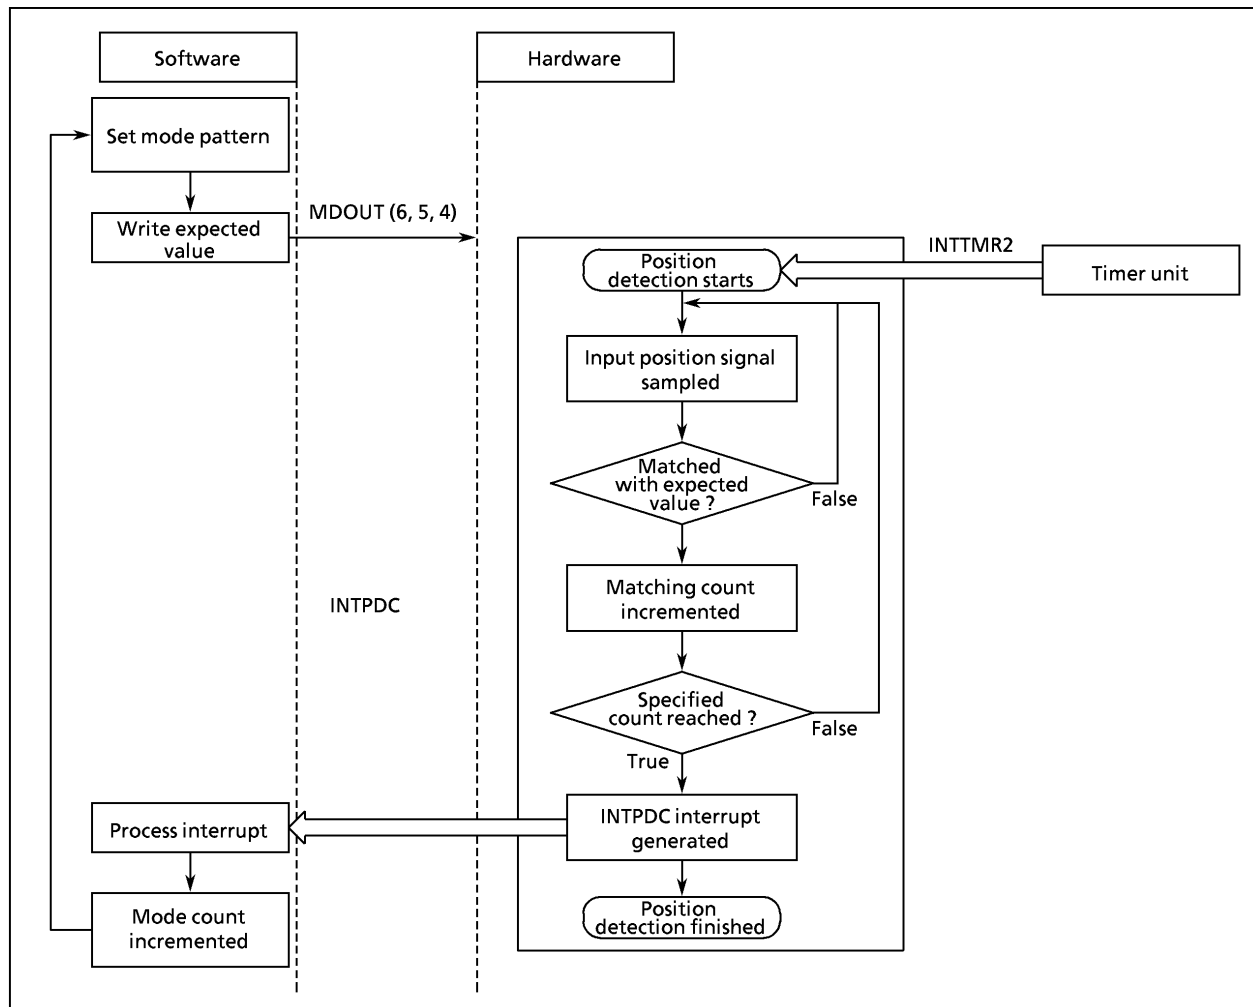 Software
Hardware
Set mode pattern
Write expected
value
MDOUT (6, 5, 4)
Position
detection starts
INTTMR2
Timer unit
Input position signal
sampled
Matched
with expected
value ?
False
Matching count
incremented
INTPDC
Specified
count reached ?
False
True
Process interrupt
INTPDC interrupt
generated
Mode count
incremented
Position
detection finished